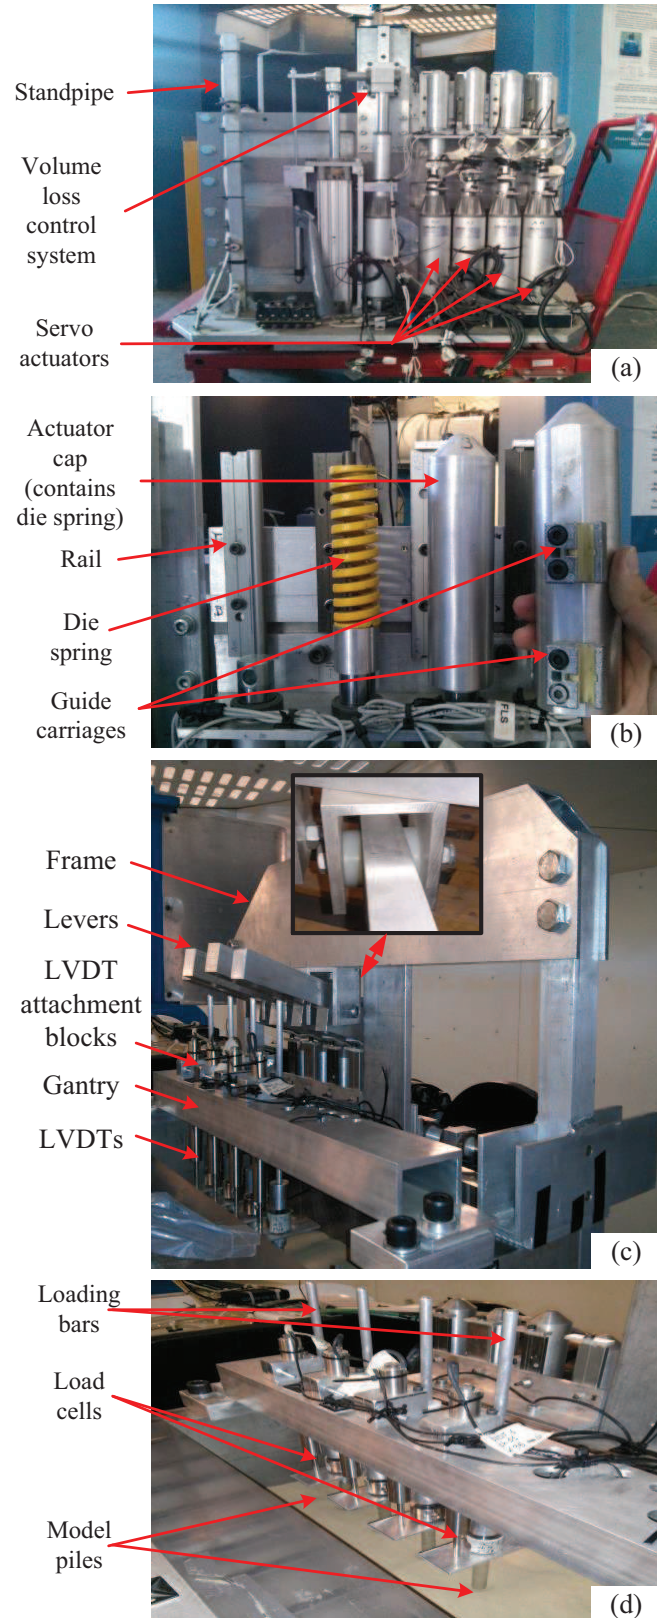 Standpipe
Volume
loss
control
system
Servo
actuators
(a)
Actuator
cap
(contains
die spring)
Rail
Die
spring
Guide
carriages
FLS
(b)
Frame
Levers
LVDT
attachment
blocks
Gantry
LVDTs
(c)
Loading
bars
Load
cells
Model
piles
(d)